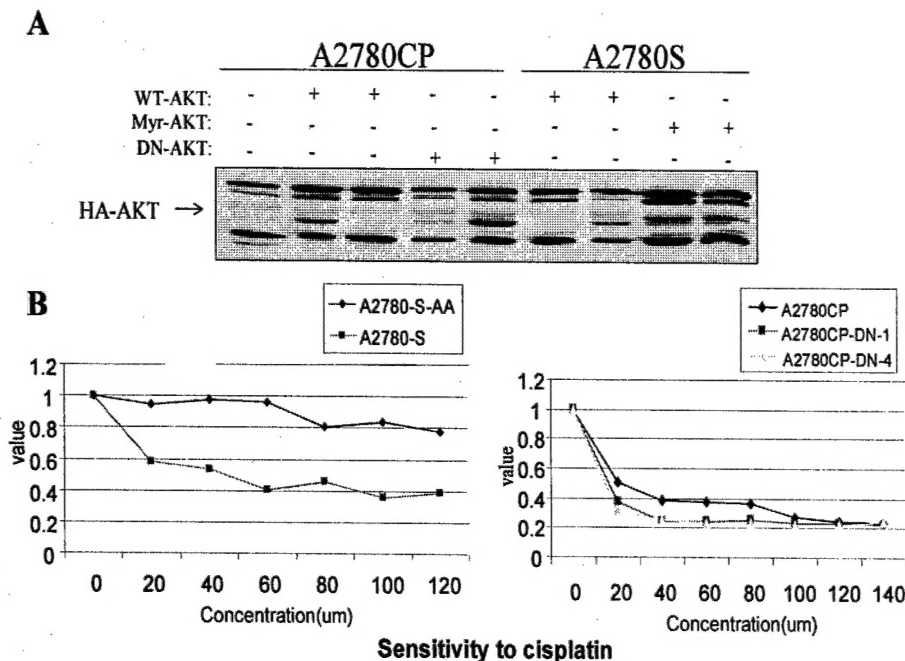 A
A2780CP A2780S
WT-AKT: - + + - - + + - -
Myr-AKT: - - - - - - - + +
DN-AKT: - - - + + - - - -
HA-AKT →
B
A2780-S-AA
A2780-S
1.2
1
0.8
0.6
0.4
0.2
0
value
0 20 40 60 80 100 120
Concentration(um)
A2780CP
A2780CP-DN-1
A2780CP-DN-4
1.2
1
0.8
0.6
0.4
0.2
0
value
0 20 40 60 80 100 120 140
Concentration(um)
Sensitivity to cisplatin